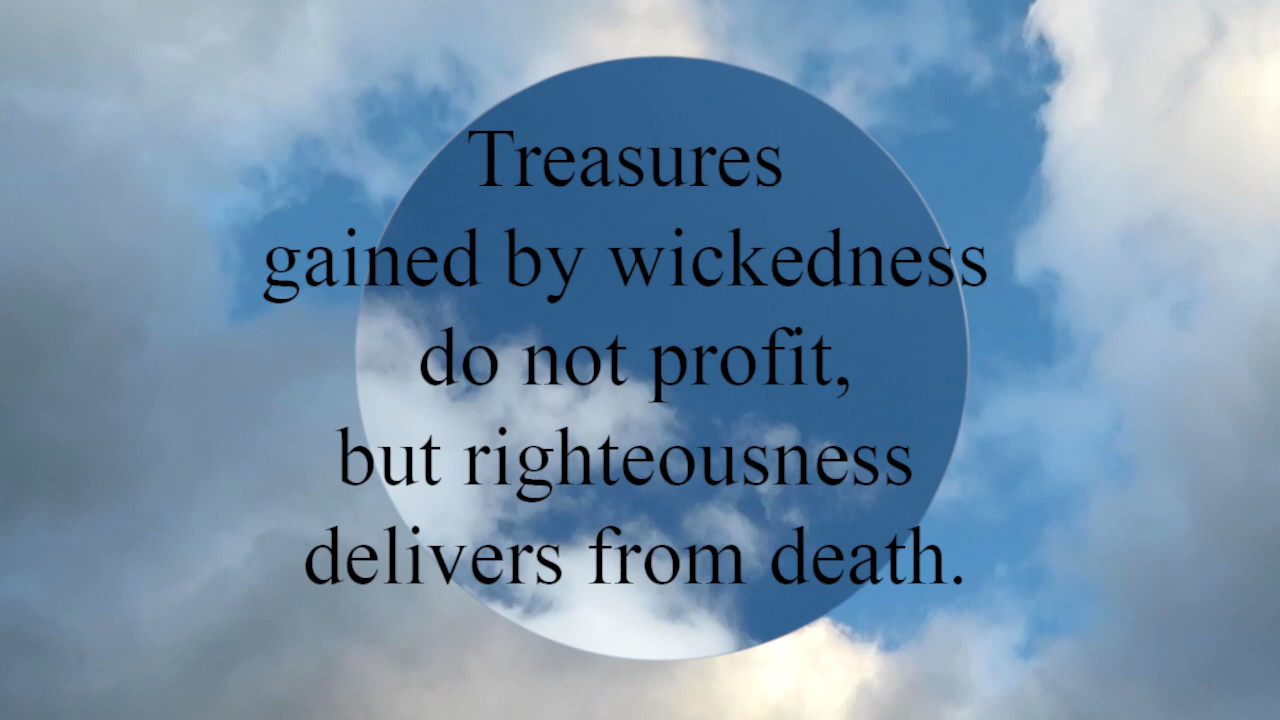 Treasures
gained by wickedness
do not profit,
but righteousness
delivers from death.